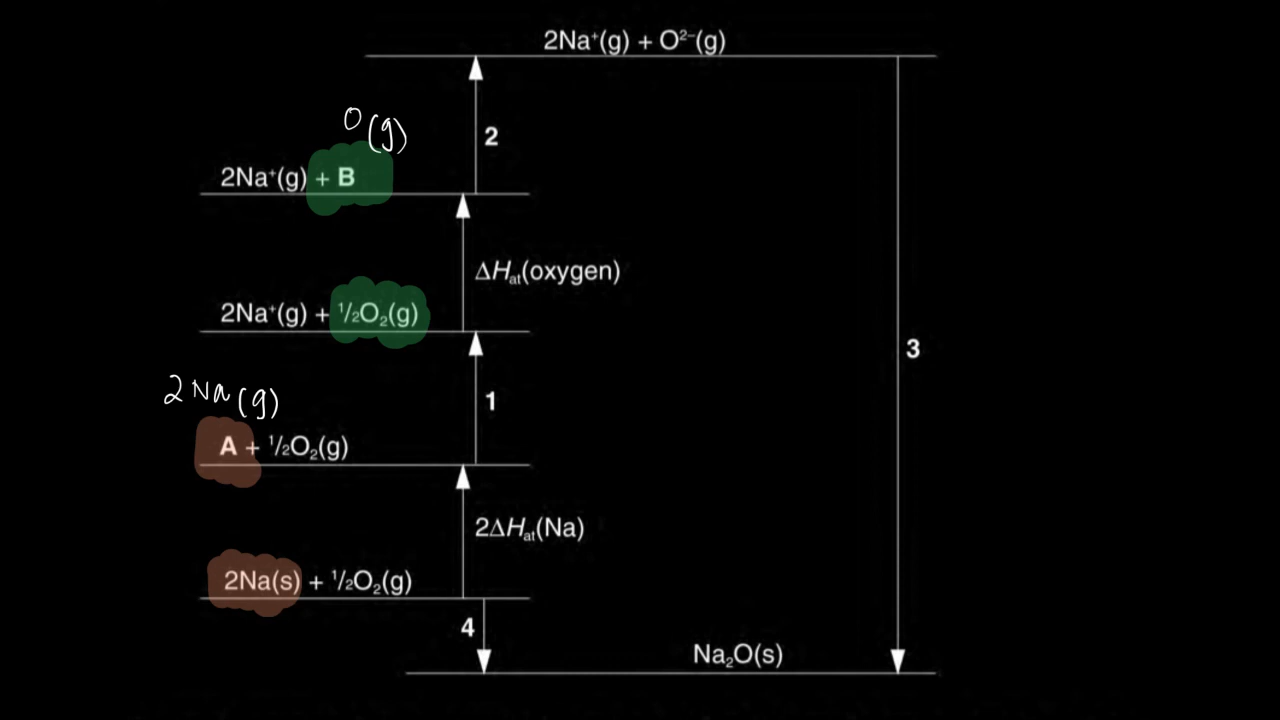 2Na⁺(g) + O²⁻(g)
O(g)
2
2Na⁺(g) + B
ΔHat(oxygen)
2Na⁺(g) + ½O₂(g)
3
2Na(g)
1
A + ½O₂(g)
2ΔHat(Na)
2Na(s) + ½O₂(g)
4
Na₂O(s)